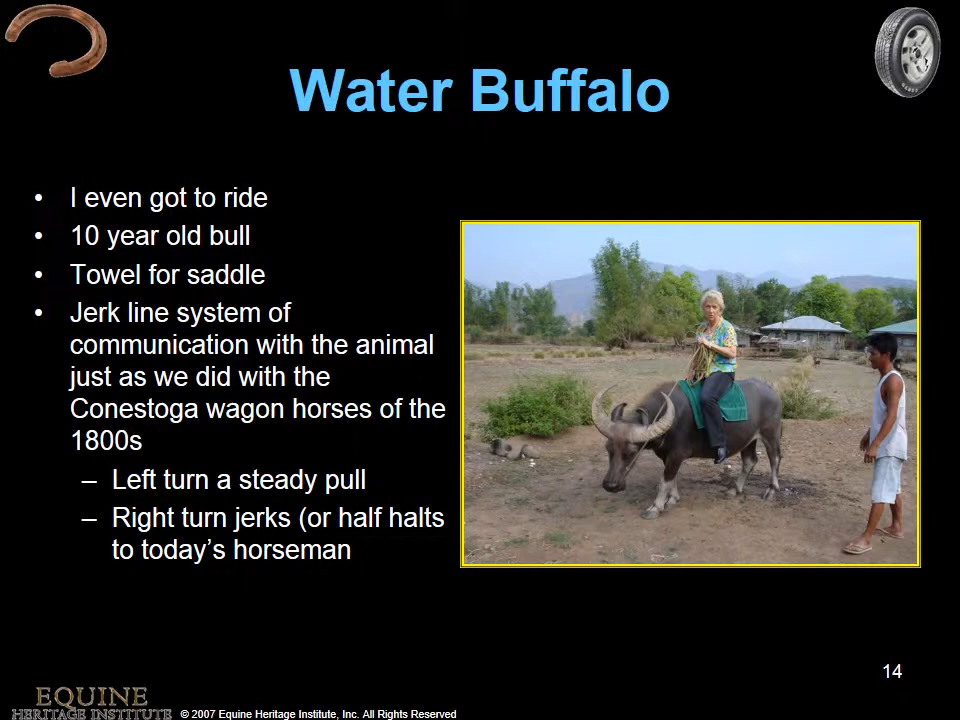 Water Buffalo
• I even got to ride
• 10 year old bull
• Towel for saddle
• Jerk line system of
communication with the animal
just as we did with the
Conestoga wagon horses of the
1800s
– Left turn a steady pull
– Right turn jerks (or half halts
to today's horseman
14
EQUINE
HERITAGE INSTITUTE
© 2007 Equine Heritage Institute, Inc. All Rights Reserved